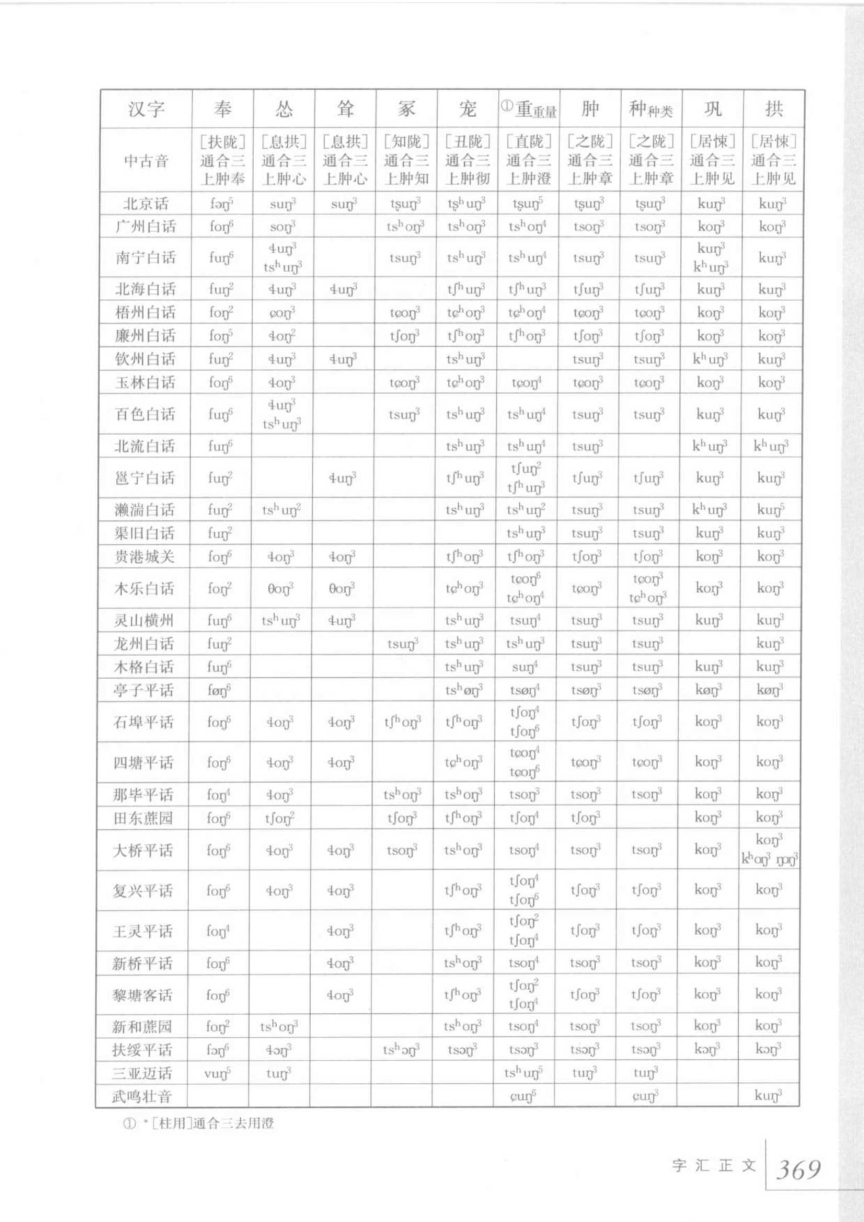 汉字 奉 怂 耸 冢 宠 ①重重量 肿 种种类 巩 拱
中古音 [扶陇]通合三上肿奉 [息拱]通合三上肿心 [息拱]通合三上肿心 [知陇]通合三上肿知 [丑陇]通合三上肿彻 [直陇]通合三上肿澄 [之陇]通合三上肿章 [之陇]通合三上肿章 [居悚]通合三上肿见 [居悚]通合三上肿见
北京话 fəŋ⁵ suŋ³ suŋ³ tʂuŋ³ tʂʰuŋ³ tʂuŋ⁵ tʂuŋ³ tʂuŋ³ kuŋ³ kuŋ³
广州白话 foŋ⁶ soŋ³ tsʰoŋ³ tsʰoŋ³ tsʰoŋ⁴ tsoŋ³ tsoŋ³ koŋ³ koŋ³
南宁白话 fuŋ⁶ ɬuŋ³ tsʰuŋ³ tsuŋ³ tsʰuŋ³ tsʰuŋ⁴ tsuŋ³ tsuŋ³ kuŋ³ kʰuŋ³ kuŋ³
北海白话 fuŋ² ɬuŋ³ ɬuŋ³ tʃʰuŋ³ tʃʰuŋ³ tʃuŋ³ tʃuŋ³ kuŋ³ kuŋ³
梧州白话 foŋ² ɕoŋ³ tɕoŋ³ tɕʰoŋ³ tɕʰoŋ⁴ tɕoŋ³ tɕoŋ³ koŋ³ koŋ³
廉州白话 foŋ⁵ ɬoŋ² tʃoŋ³ tʃʰoŋ³ tʃʰoŋ³ tʃoŋ³ tʃoŋ³ koŋ³ koŋ³
钦州白话 fuŋ² ɬuŋ³ ɬuŋ³ tsʰuŋ³ tsuŋ³ tsuŋ³ kʰuŋ³ kuŋ³
玉林白话 foŋ⁶ ɬoŋ³ tɕoŋ³ tɕʰoŋ³ tɕoŋ⁴ tɕoŋ³ tɕoŋ³ koŋ³ koŋ³
百色白话 fuŋ⁶ ɬuŋ³ tsʰuŋ³ tsuŋ³ tsʰuŋ³ tsʰuŋ⁴ tsuŋ³ tsuŋ³ kuŋ³ kuŋ³
北流白话 fuŋ⁶ tsʰuŋ³ tsʰuŋ⁴ tsuŋ³ kʰuŋ³ kʰuŋ³
邕宁白话 fuŋ² ɬuŋ³ tʃʰuŋ³ tʃuŋ² tʃʰuŋ³ tʃuŋ³ tʃuŋ³ kuŋ³ kuŋ³
濑湍白话 fuŋ² tsʰuŋ² tsʰuŋ³ tsʰuŋ² tsuŋ³ tsuŋ³ kʰuŋ³ kuŋ⁵
渠旧白话 fuŋ² tsʰuŋ³ tsuŋ³ tsuŋ³ kuŋ³ kuŋ³
贵港城关 foŋ⁶ ɬoŋ³ ɬoŋ³ tʃʰoŋ³ tʃʰoŋ³ tʃoŋ³ tʃoŋ³ koŋ³ koŋ³
木乐白话 foŋ² θoŋ³ θoŋ³ tɕʰoŋ³ tɕoŋ⁶ tɕʰoŋ⁴ tɕoŋ³ tɕoŋ³ tɕʰoŋ³ koŋ³ koŋ³
灵山横州 fuŋ⁶ tsʰuŋ³ ɬuŋ³ tsʰuŋ³ tsuŋ⁴ tsuŋ³ tsuŋ³ kuŋ³ kuŋ³
龙州白话 fuŋ² tsuŋ³ tsʰuŋ³ tsʰuŋ³ tsuŋ³ tsuŋ³ kuŋ³
木格白话 fuŋ⁶ tsʰuŋ³ suŋ⁴ tsuŋ³ tsuŋ³ kuŋ³ kuŋ³
亭子平话 føŋ⁶ tsʰøŋ³ tsøŋ⁴ tsøŋ³ tsøŋ³ køŋ³ køŋ³
石埠平话 foŋ⁶ ɬoŋ³ ɬoŋ³ tʃʰoŋ³ tʃʰoŋ³ tʃoŋ⁴ tʃoŋ⁶ tʃoŋ³ tʃoŋ³ koŋ³ koŋ³
四塘平话 foŋ⁶ ɬoŋ³ ɬoŋ³ tɕʰoŋ³ tɕoŋ⁴ tɕoŋ⁶ tɕoŋ³ tɕoŋ³ koŋ³ koŋ³
那毕平话 foŋ⁴ ɬoŋ³ tsʰoŋ³ tsʰoŋ³ tsoŋ³ tsoŋ³ tsoŋ³ koŋ³ koŋ³
田东蔗园 foŋ⁶ tʃoŋ² tʃoŋ³ tʃʰoŋ³ tʃoŋ⁴ tʃoŋ³ koŋ³ koŋ³
大桥平话 foŋ⁶ ɬoŋ³ ɬoŋ³ tsoŋ³ tsʰoŋ³ tsoŋ⁴ tsoŋ³ tsoŋ³ koŋ³ koŋ³
复兴平话 foŋ⁶ ɬoŋ³ ɬoŋ³ tʃʰoŋ³ tʃoŋ⁴ tʃoŋ⁶ tʃoŋ³ tʃoŋ³ koŋ³ koŋ³
王灵平话 foŋ⁴ ɬoŋ³ tʃʰoŋ³ tʃoŋ² tʃoŋ⁴ tʃoŋ³ tʃoŋ³ koŋ³ koŋ³
新桥平话 foŋ⁶ ɬoŋ³ tsʰoŋ³ tsoŋ⁴ tsoŋ³ tsoŋ³ koŋ³ koŋ³
黎塘客话 foŋ⁶ ɬoŋ³ tʃʰoŋ³ tʃoŋ² tʃoŋ⁴ tʃoŋ³ tʃoŋ³ koŋ³ koŋ³
新和蔗园 foŋ² tsʰoŋ³ tsʰoŋ³ tsoŋ⁴ tsoŋ³ tsoŋ³ koŋ³ koŋ³
扶绥平话 fəŋ⁶ ɬəŋ³ tsʰəŋ³ tsəŋ³ tsəŋ³ tsəŋ³ tsəŋ³ kəŋ³ kəŋ³
三亚迈话 vuŋ⁵ tuŋ³ tsʰuŋ⁵ tuŋ³ tuŋ³
武鸣壮音 ɕuŋ⁶ ɕuŋ³ kuŋ³
① *[柱用]通合三去用澄
字汇正文 369